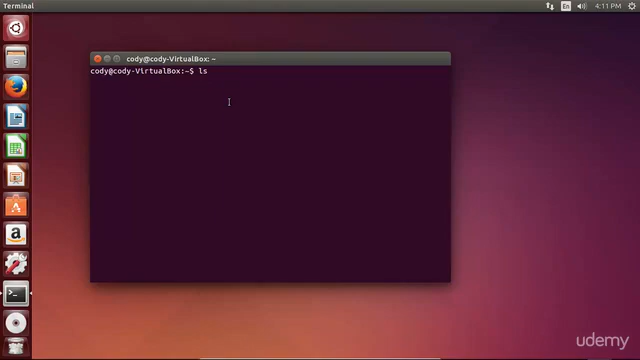 Terminal
En
4:11 PM
cody@cody-VirtualBox: ~
cody@cody-VirtualBox:~$ ls
udemy